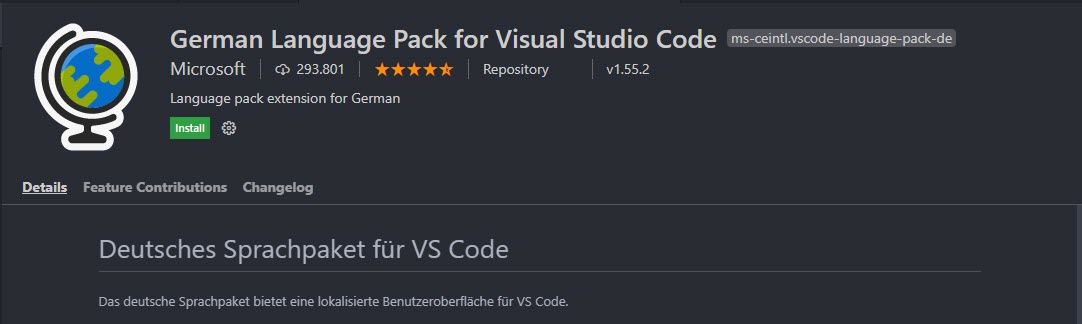 German Language Pack for Visual Studio Code ms-ceintl.vscode-language-pack-de
Microsoft 293.801 Repository v1.55.2
Language pack extension for German
Install
Details Feature Contributions Changelog
Deutsches Sprachpaket für VS Code
Das deutsche Sprachpaket bietet eine lokalisierte Benutzeroberfläche für VS Code.